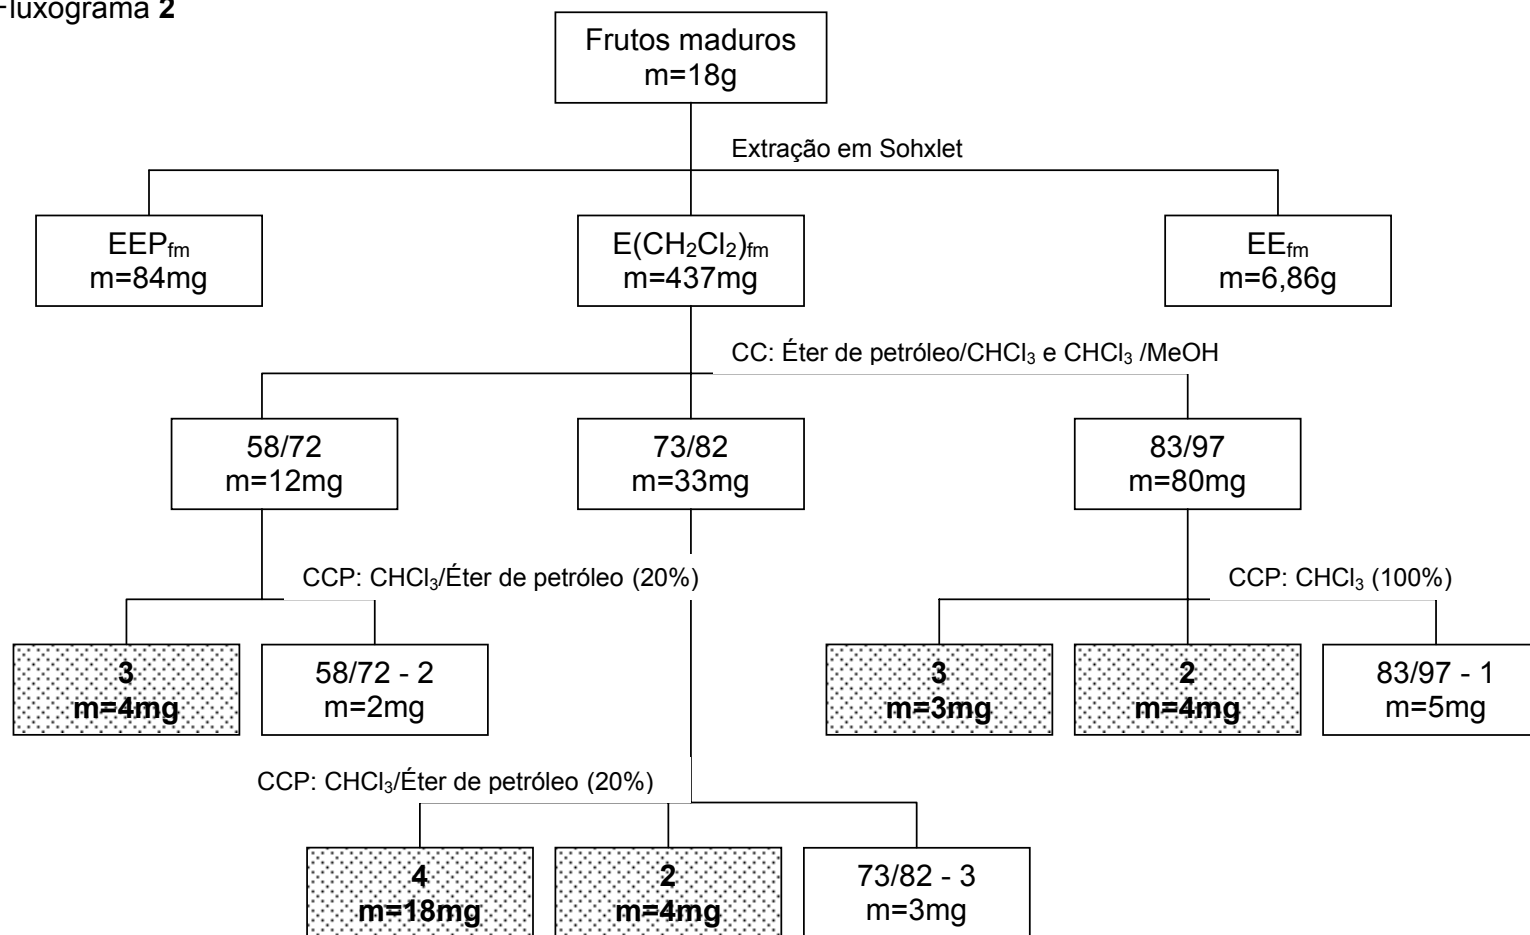 Fluxograma 2
Frutos maduros
m=18g
Extração em Sohxlet
EEPfm
m=84mg
E(CH2Cl2)fm
m=437mg
EEfm
m=6,86g
CC: Éter de petróleo/CHCl3 e CHCl3 /MeOH
58/72
m=12mg
73/82
m=33mg
83/97
m=80mg
CCP: CHCl3/Éter de petróleo (20%)
CCP: CHCl3 (100%)
3
m=4mg
58/72 - 2
m=2mg
3
m=3mg
2
m=4mg
83/97 - 1
m=5mg
CCP: CHCl3/Éter de petróleo (20%)
4
m=18mg
2
m=4mg
73/82 - 3
m=3mg